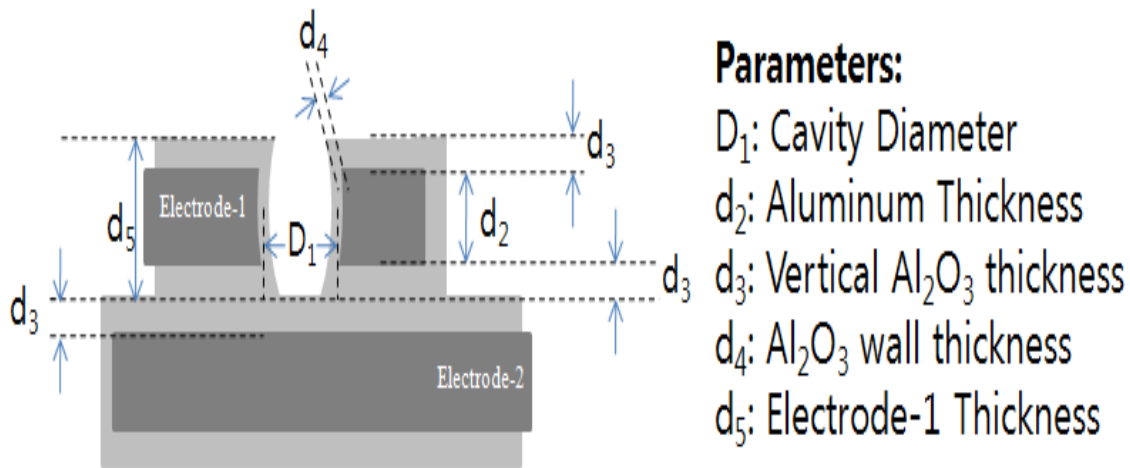 d₄
Parameters:
D₁: Cavity Diameter
d₂: Aluminum Thickness
d₃: Vertical Al₂O₃ thickness
d₄: Al₂O₃ wall thickness
d₅: Electrode-1 Thickness
d₃
Electrode-1
d₅
D₁
d₂
d₃
d₃
Electrode-2